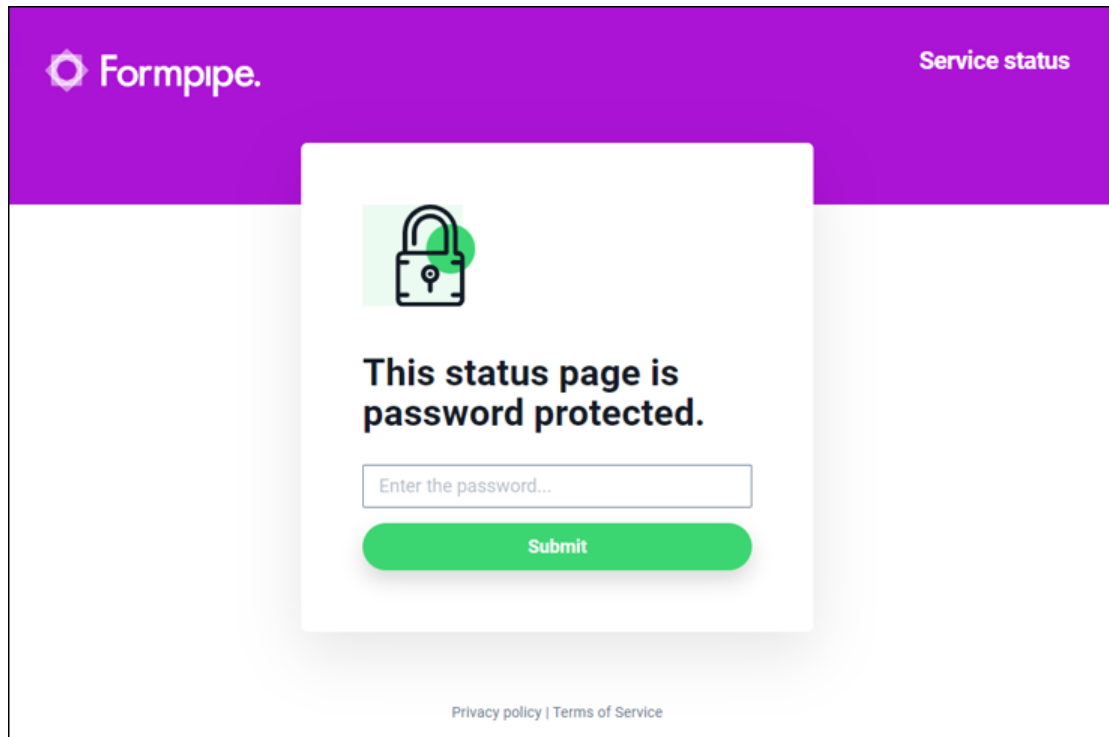 Formpipe.
Service status
This status page is
password protected.
Enter the password...
Submit
Privacy policy | Terms of Service